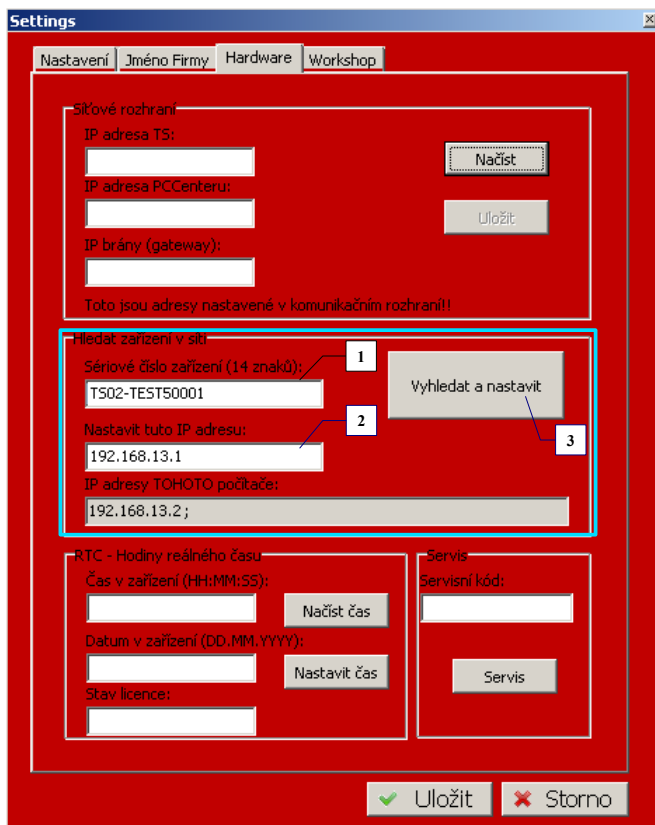 Settings
Nastavení Jméno Firmy Hardware Workshop
Síťové rozhraní
IP adresa TS:
Načíst
IP adresa PCCenteru:
Uložit
IP brány (gateway):
Toto jsou adresy nastavené v komunikačním rozhraní!!
Hledat zařízení v síti
1
Sériové číslo zařízení (14 znaků):
TS02-TEST50001
Vyhledat a nastavit
2
Nastavit tuto IP adresu:
3
192.168.13.1
IP adresy TOHOTO počítače:
192.168.13.2;
RTC - Hodiny reálného času
Čas v zařízení (HH:MM:SS):
Načíst čas
Datum v zařízení (DD.MM.YYYY):
Nastavit čas
Stav licence:
Servis
Servisní kód:
Servis
Uložit Storno